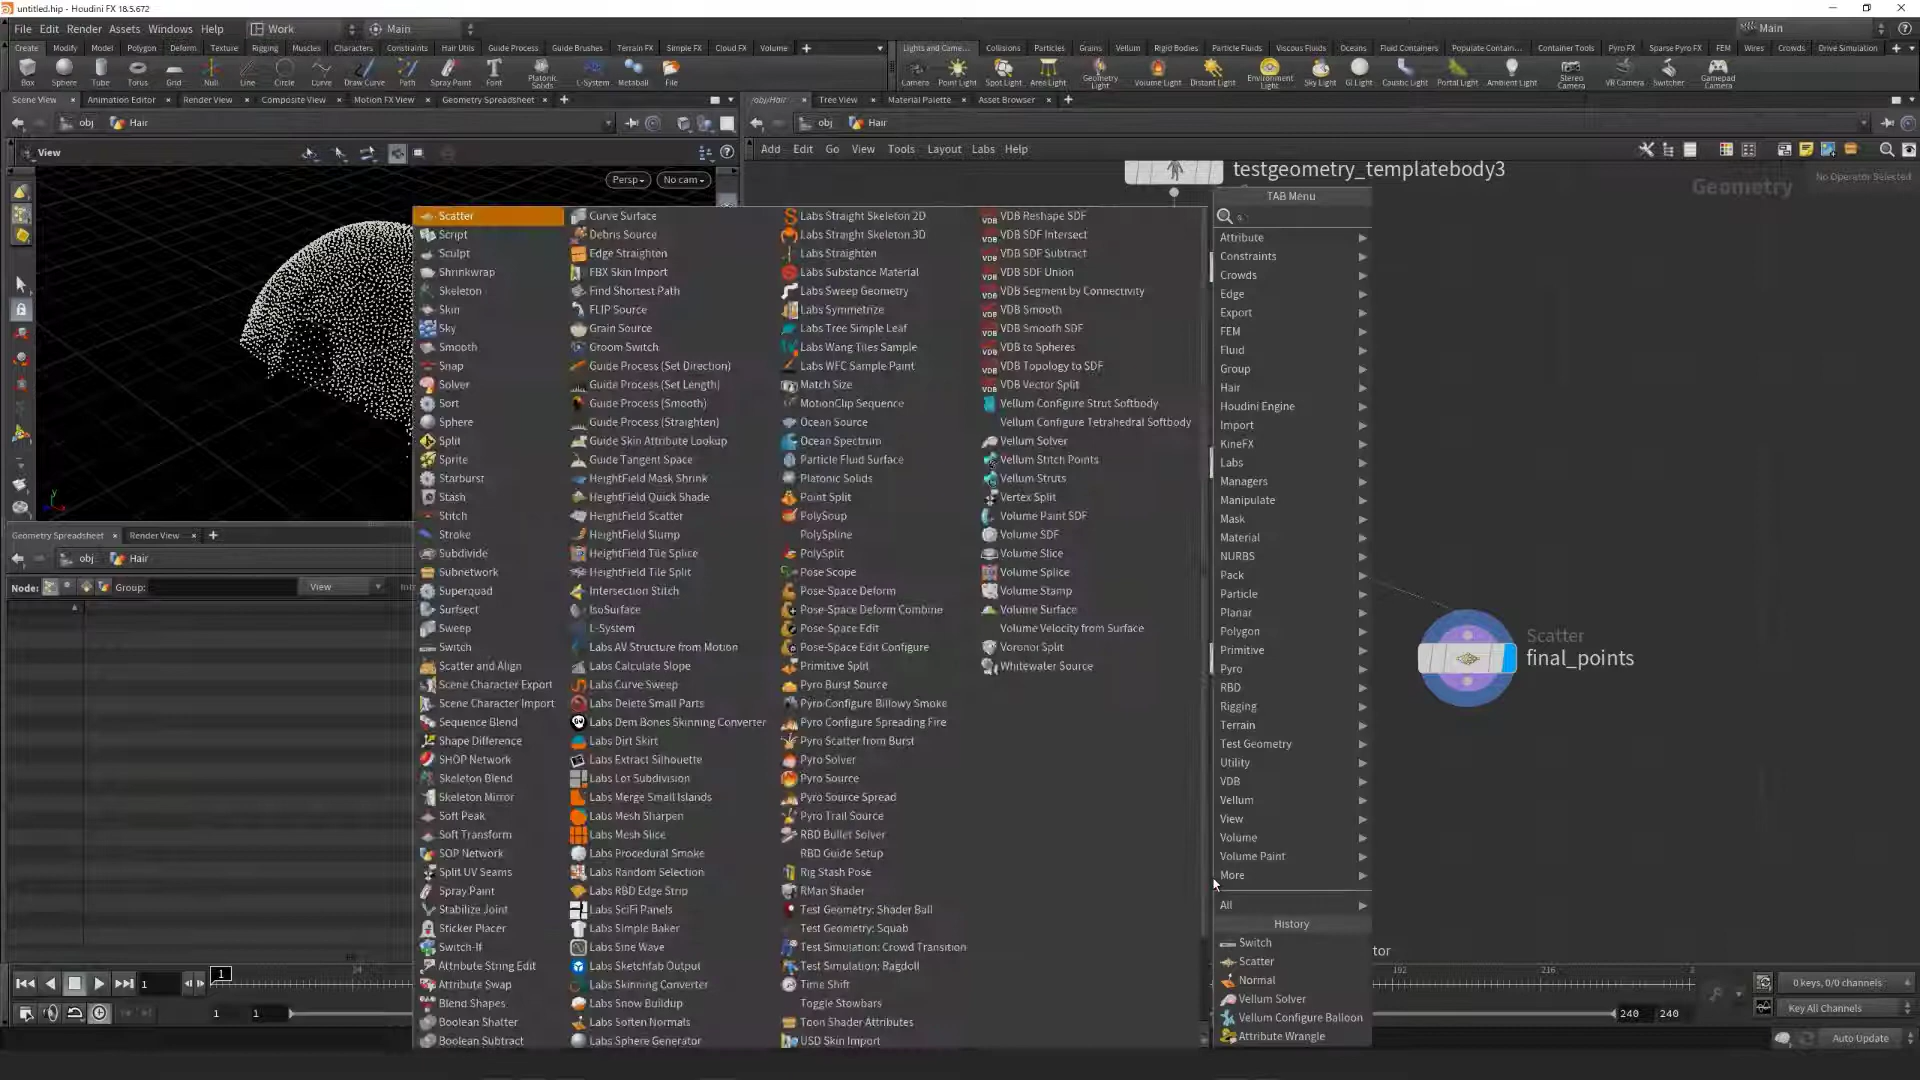 untitled.hip - Houdini FX 18.5.672
File Edit Render Assets Windows Help Work Main Main
Create Modify Model Polygon Deform Texture Rigging Muscles Characters Constraints Hair Utils Guide Process Guide Brushes Terrain FX Simple FX Cloud FX Volume
Lights and Came... Collisions Particles Grains Vellum Rigid Bodies Particle Fluids Viscous Fluids Oceans Fluid Containers Populate Contain... Container Tools Pyro FX Sparse Pyro FX FEM Wires Crowds Drive Simulation
Box Sphere Tube Torus Grid Null Line Circle Curve Draw Curve Path Spray Paint Font Platonic Solids L-System Metaball File
Camera Point Light Spot Light Area Light Geometry Light Volume Light Distant Light Environment Light Sky Light GI Light Caustic Light Portal Light Ambient Light Stereo Camera VR Camera Switcher Gamepad Camera
Scene View Animation Editor Render View Composite View Motion FX View Geometry Spreadsheet
/obj/Hair Tree View Material Palette Asset Browser
obj Hair
obj Hair
View
Add Edit Go View Tools Layout Labs Help
Persp No cam
testgeometry_templatebody3
Geometry
No Operator Selected
TAB Menu
s
Scatter
Script
Sculpt
Shrinkwrap
Skeleton
Skin
Sky
Smooth
Snap
Solver
Sort
Sphere
Split
Sprite
Starburst
Stash
Stitch
Stroke
Subdivide
Subnetwork
Superquad
Surfsect
Sweep
Switch
Scatter and Align
Scene Character Export
Scene Character Import
Sequence Blend
Shape Difference
SHOP Network
Skeleton Blend
Skeleton Mirror
Soft Peak
Soft Transform
SOP Network
Split UV Seams
Spray Paint
Stabilize Joint
Sticker Placer
Switch-If
Attribute String Edit
Attribute Swap
Blend Shapes
Boolean Shatter
Boolean Subtract
Curve Surface
Debris Source
Edge Straighten
FBX Skin Import
Find Shortest Path
FLIP Source
Grain Source
Groom Switch
Guide Process (Set Direction)
Guide Process (Set Length)
Guide Process (Smooth)
Guide Process (Straighten)
Guide Skin Attribute Lookup
Guide Tangent Space
HeightField Mask Shrink
HeightField Quick Shade
HeightField Scatter
HeightField Slump
HeightField Tile Splice
HeightField Tile Split
Intersection Stitch
IsoSurface
L-System
Labs AV Structure from Motion
Labs Calculate Slope
Labs Curve Sweep
Labs Delete Small Parts
Labs Dem Bones Skinning Converter
Labs Dirt Skirt
Labs Extract Silhouette
Labs Lot Subdivision
Labs Merge Small Islands
Labs Mesh Sharpen
Labs Mesh Slice
Labs Procedural Smoke
Labs Random Selection
Labs RBD Edge Strip
Labs SciFi Panels
Labs Simple Baker
Labs Sine Wave
Labs Sketchfab Output
Labs Skinning Converter
Labs Snow Buildup
Labs Soften Normals
Labs Sphere Generator
Labs Straight Skeleton 2D
Labs Straight Skeleton 3D
Labs Straighten
Labs Substance Material
Labs Sweep Geometry
Labs Symmetrize
Labs Tree Simple Leaf
Labs Wang Tiles Sample
Labs WFC Sample Paint
Match Size
MotionClip Sequence
Ocean Source
Ocean Spectrum
Particle Fluid Surface
Platonic Solids
Point Split
PolySoup
PolySpline
PolySplit
Pose Scope
Pose-Space Deform
Pose-Space Deform Combine
Pose-Space Edit
Pose-Space Edit Configure
Primitive Split
Pyro Burst Source
Pyro Configure Billowy Smoke
Pyro Configure Spreading Fire
Pyro Scatter from Burst
Pyro Solver
Pyro Source
Pyro Source Spread
Pyro Trail Source
RBD Bullet Solver
RBD Guide Setup
Rig Stash Pose
RMan Shader
Test Geometry: Shader Ball
Test Geometry: Squab
Test Simulation: Crowd Transition
Test Simulation: Ragdoll
Time Shift
Toggle Stowbars
Toon Shader Attributes
USD Skin Import
VDB Reshape SDF
VDB SDF Intersect
VDB SDF Subtract
VDB SDF Union
VDB Segment by Connectivity
VDB Smooth
VDB Smooth SDF
VDB to Spheres
VDB Topology to SDF
VDB Vector Split
Vellum Configure Strut Softbody
Vellum Configure Tetrahedral Softbody
Vellum Solver
Vellum Stitch Points
Vellum Struts
Vertex Split
Volume Paint SDF
Volume SDF
Volume Slice
Volume Splice
Volume Stamp
Volume Surface
Volume Velocity from Surface
Voronoi Split
Whitewater Source
Attribute
Constraints
Crowds
Edge
Export
FEM
Fluid
Group
Hair
Houdini Engine
Import
KineFX
Labs
Managers
Manipulate
Mask
Material
NURBS
Pack
Particle
Planar
Polygon
Primitive
Pyro
RBD
Rigging
Terrain
Test Geometry
Utility
VDB
Vellum
View
Volume
Volume Paint
More
All
History
Switch
Scatter
Normal
Vellum Solver
Vellum Configure Balloon
Attribute Wrangle
Scatter
final_points
Geometry Spreadsheet Render View
obj Hair
Node: Group: View
tor
1 1 192 216
0 keys, 0/0 channels
1 1 240 240
Key All Channels
Auto Update